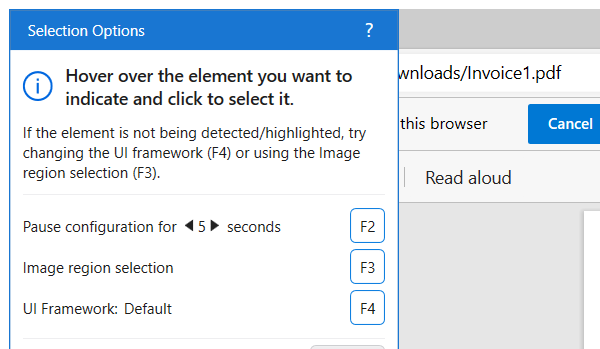 Selection Options ?
Hover over the element you want to
indicate and click to select it.
If the element is not being detected/highlighted, try
changing the UI framework (F4) or using the Image
region selection (F3).
Pause configuration for 5 seconds F2
Image region selection F3
UI Framework: Default F4
wnloads/Invoice1.pdf
this browser Cancel
Read aloud